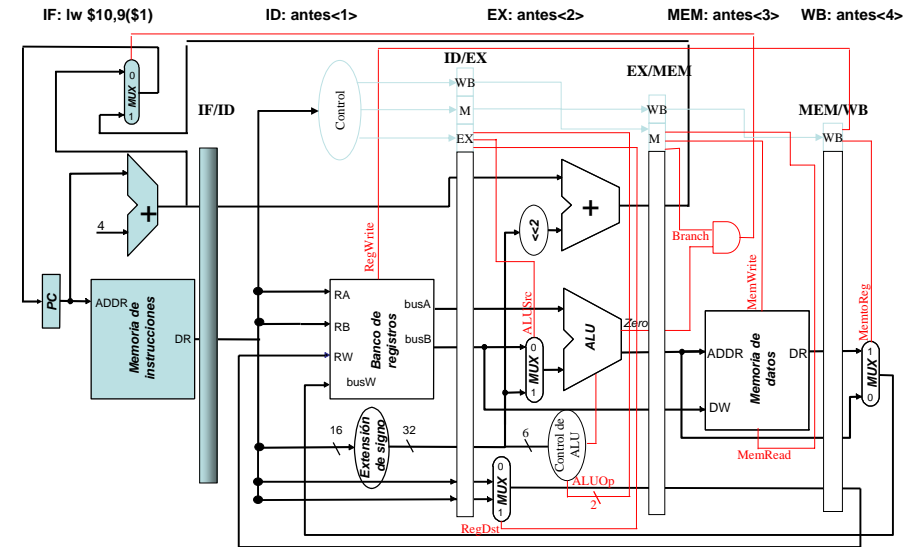 IF: lw $10,9($1)
ID: antes<1>
EX: antes<2>
MEM: antes<3>
WB: antes<4>
ID/EX
EX/MEM
IF/ID
MEM/WB
0
MUX
1
Control
WB
M
EX
WB
M
WB
+
4
RegWrite
<<2
+
Branch
MemWrite
MemtoReg
PC
ADDR
Memoria de
instrucciones
DR
RA
RB
RW
busW
Banco de
registros
busA
busB
ALUSrc
0
MUX
1
ALU
Zero
ADDR
DW
Memoria de
datos
DR
1
MUX
0
16
Extensión
de signo
32
6
Control de
ALU
MemRead
0
MUX
1
ALUOp
2
RegDst